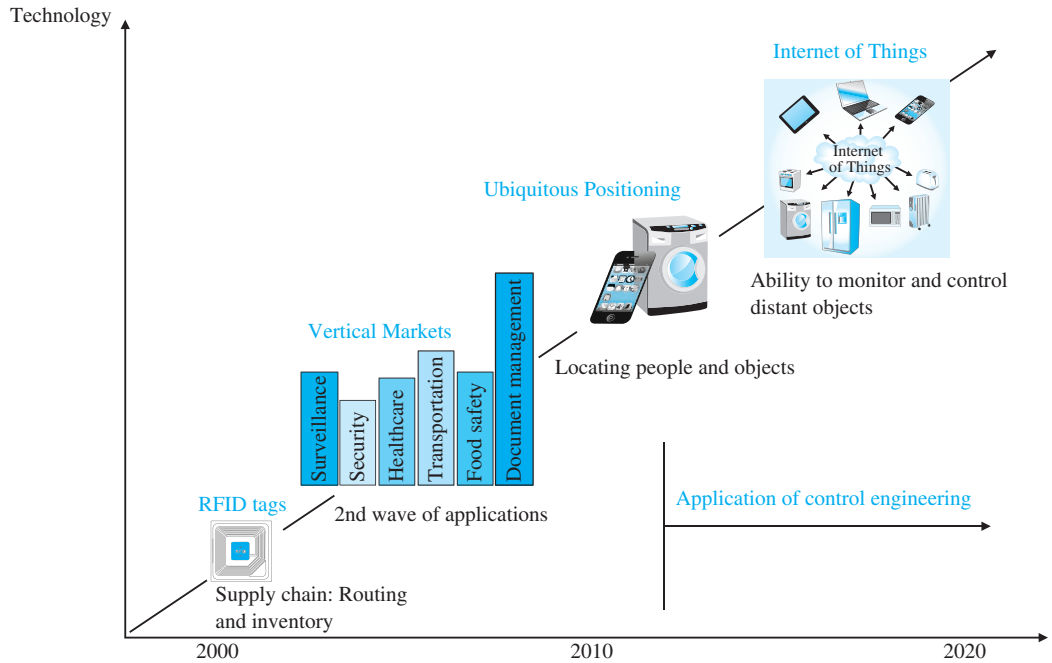 Technology
Internet of Things
Internet
of Things
Ability to monitor and control
distant objects
Ubiquitous Positioning
Locating people and objects
Vertical Markets
Surveillance
Security
Healthcare
Transportation
Food safety
Document management
2nd wave of applications
RFID tags
Supply chain: Routing
and inventory
Application of control engineering
2000
2010
2020